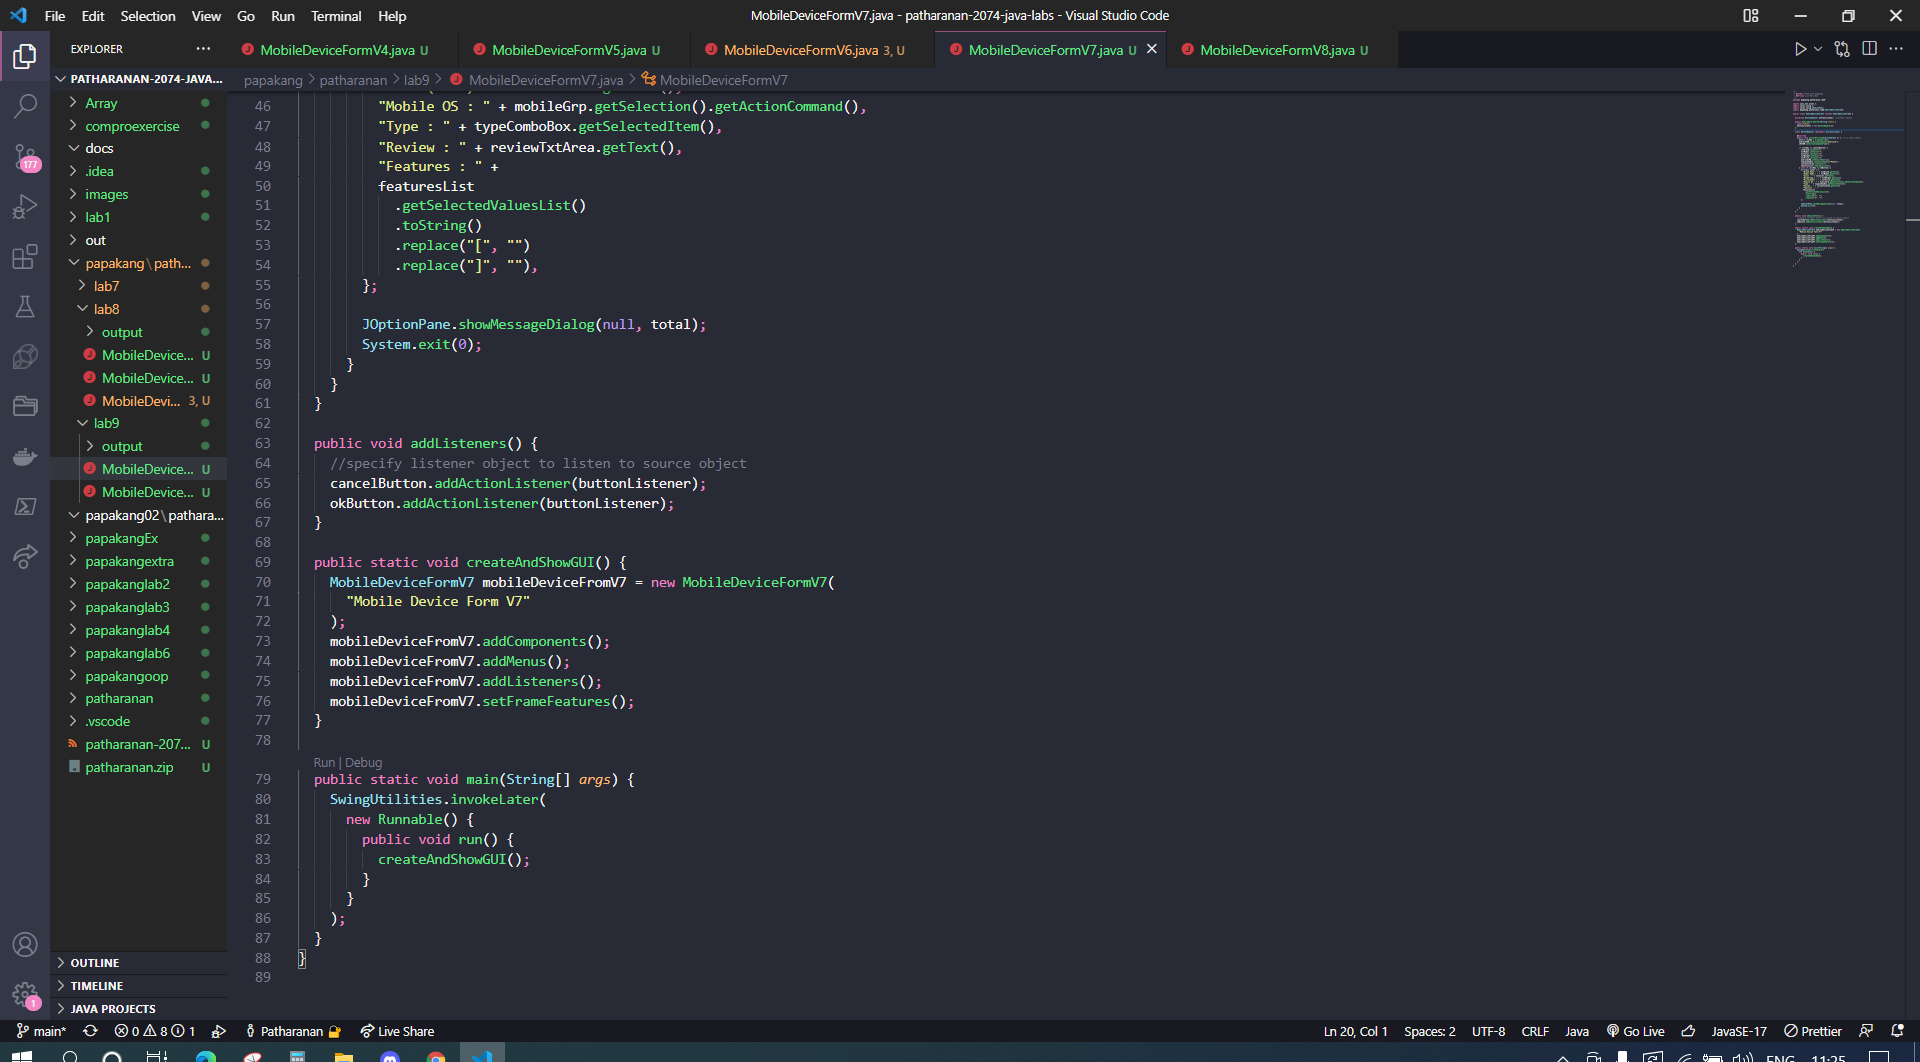 File Edit Selection View Go Run Terminal Help
MobileDeviceFormV7.java - patharanan-2074-java-labs - Visual Studio Code
EXPLORER
MobileDeviceFormV4.java U
MobileDeviceFormV5.java U
MobileDeviceFormV6.java 3, U
MobileDeviceFormV7.java U
MobileDeviceFormV8.java U
PATHARANAN-2074-JAVA...
papakang > patharanan > lab9 > MobileDeviceFormV7.java > MobileDeviceFormV7
Array
comproexercise
docs
.idea
images
lab1
out
papakang\path...
lab7
lab8
output
MobileDevice... U
MobileDevice... U
MobileDevi... 3, U
lab9
output
MobileDevice... U
MobileDevice... U
papakang02\pathara...
papakangEx
papakangextra
papakanglab2
papakanglab3
papakanglab4
papakanglab6
papakangoop
patharanan
.vscode
patharanan-207... U
patharanan.zip U
OUTLINE
TIMELINE
JAVA PROJECTS
177
1
46 "Mobile OS : " + mobileGrp.getSelection().getActionCommand(),
47 "Type : " + typeComboBox.getSelectedItem(),
48 "Review : " + reviewTxtArea.getText(),
49 "Features : " +
50 featuresList
51 .getSelectedValuesList()
52 .toString()
53 .replace("[", "")
54 .replace("]", ""),
55 };
56
57 JOptionPane.showMessageDialog(null, total);
58 System.exit(0);
59 }
60 }
61 }
62
63 public void addListeners() {
64 //specify listener object to listen to source object
65 cancelButton.addActionListener(buttonListener);
66 okButton.addActionListener(buttonListener);
67 }
68
69 public static void createAndShowGUI() {
70 MobileDeviceFormV7 mobileDeviceFromV7 = new MobileDeviceFormV7(
71 "Mobile Device Form V7"
72 );
73 mobileDeviceFromV7.addComponents();
74 mobileDeviceFromV7.addMenus();
75 mobileDeviceFromV7.addListeners();
76 mobileDeviceFromV7.setFrameFeatures();
77 }
78
Run | Debug
79 public static void main(String[] args) {
80 SwingUtilities.invokeLater(
81 new Runnable() {
82 public void run() {
83 createAndShowGUI();
84 }
85 }
86 );
87 }
88 }
89
main* 0 8 1 Patharanan Live Share
Ln 20, Col 1 Spaces: 2 UTF-8 CRLF Java Go Live JavaSE-17 Prettier
ENG 11:25